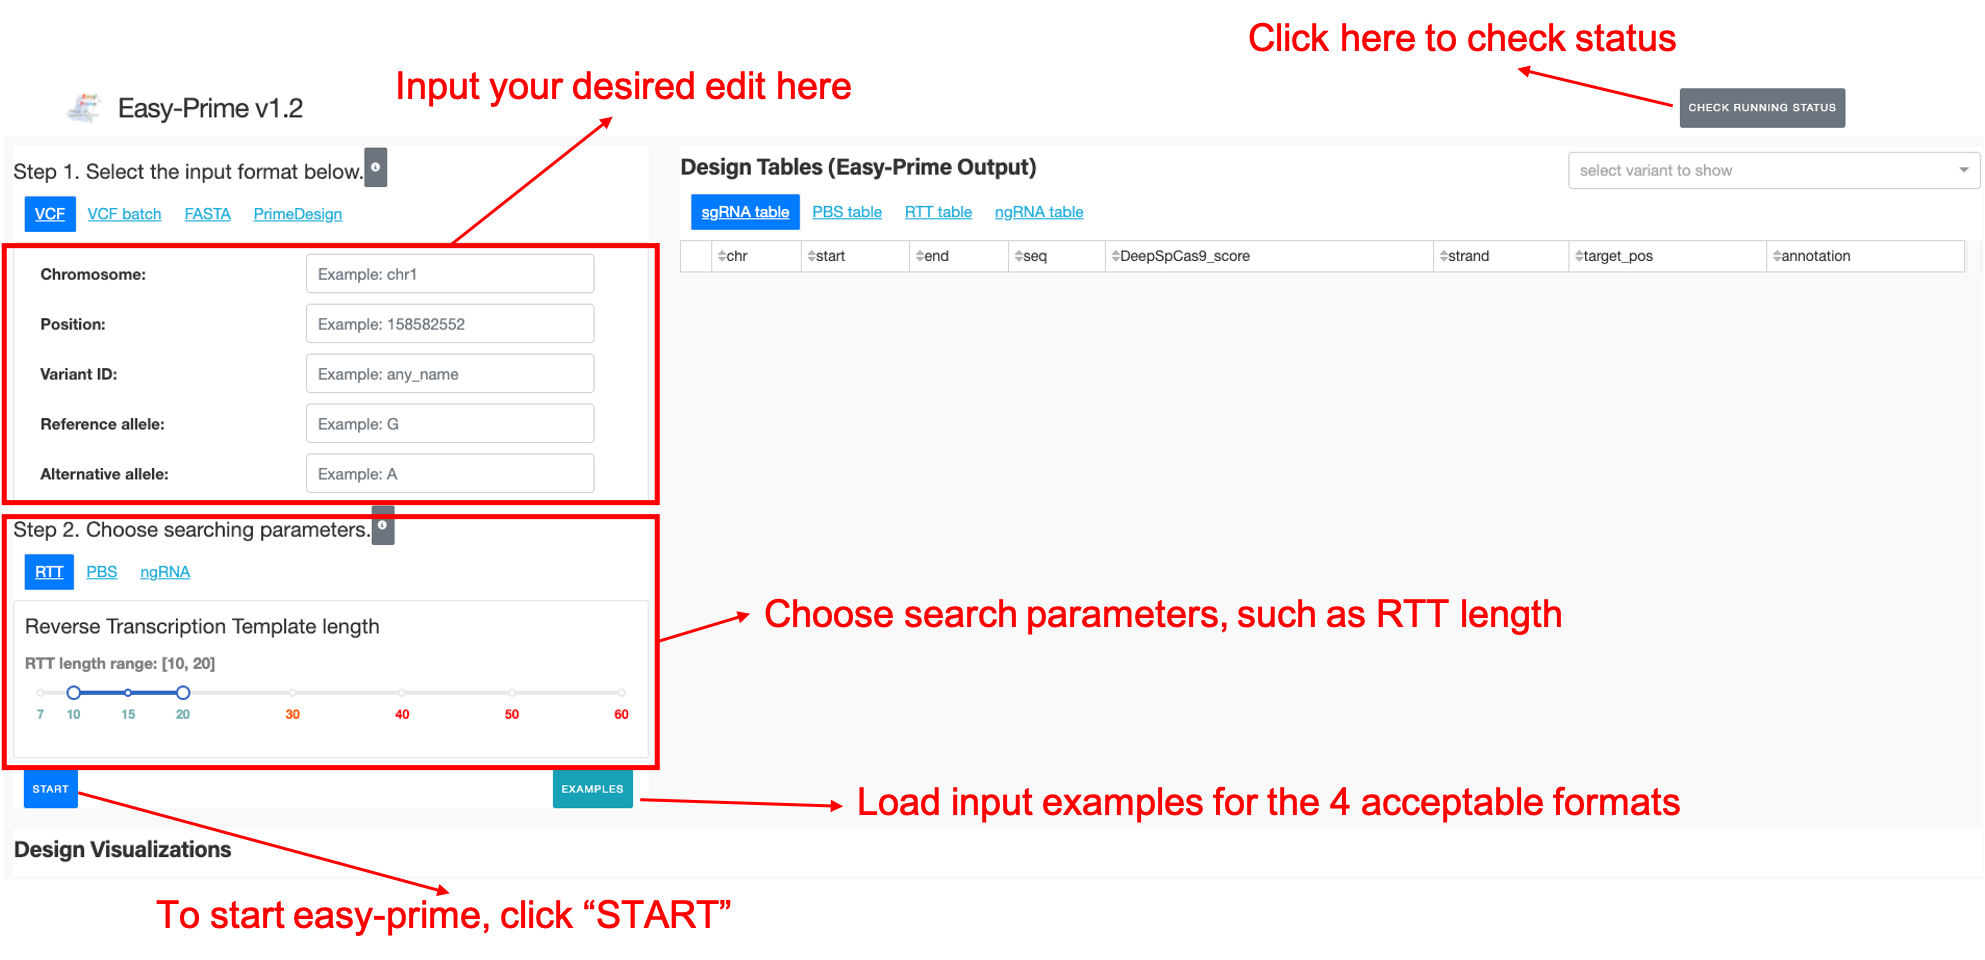 Click here to check status
Input your desired edit here
Easy-Prime v1.2
CHECK RUNNING STATUS
Step 1. Select the input format below.
VCF VCF batch FASTA PrimeDesign
Chromosome: Example: chr1
Position: Example: 158582552
Variant ID: Example: any_name
Reference allele: Example: G
Alternative allele: Example: A
Step 2. Choose searching parameters.
RTT PBS ngRNA
Reverse Transcription Template length
RTT length range: [10, 20]
7 10 15 20 30 40 50 60
START EXAMPLES
Design Visualizations
Design Tables (Easy-Prime Output)
select variant to show
sgRNA table PBS table RTT table ngRNA table
chr start end seq DeepSpCas9_score strand target_pos annotation
Choose search parameters, such as RTT length
Load input examples for the 4 acceptable formats
To start easy-prime, click “START”